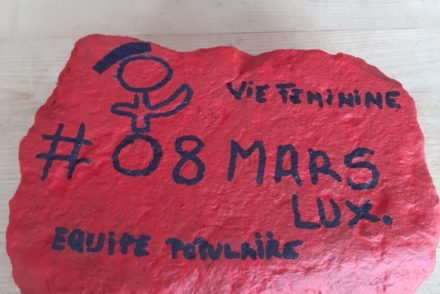 VIE FEMININE
#08 MARS
LUX.
EQUIPE POPULAIRE